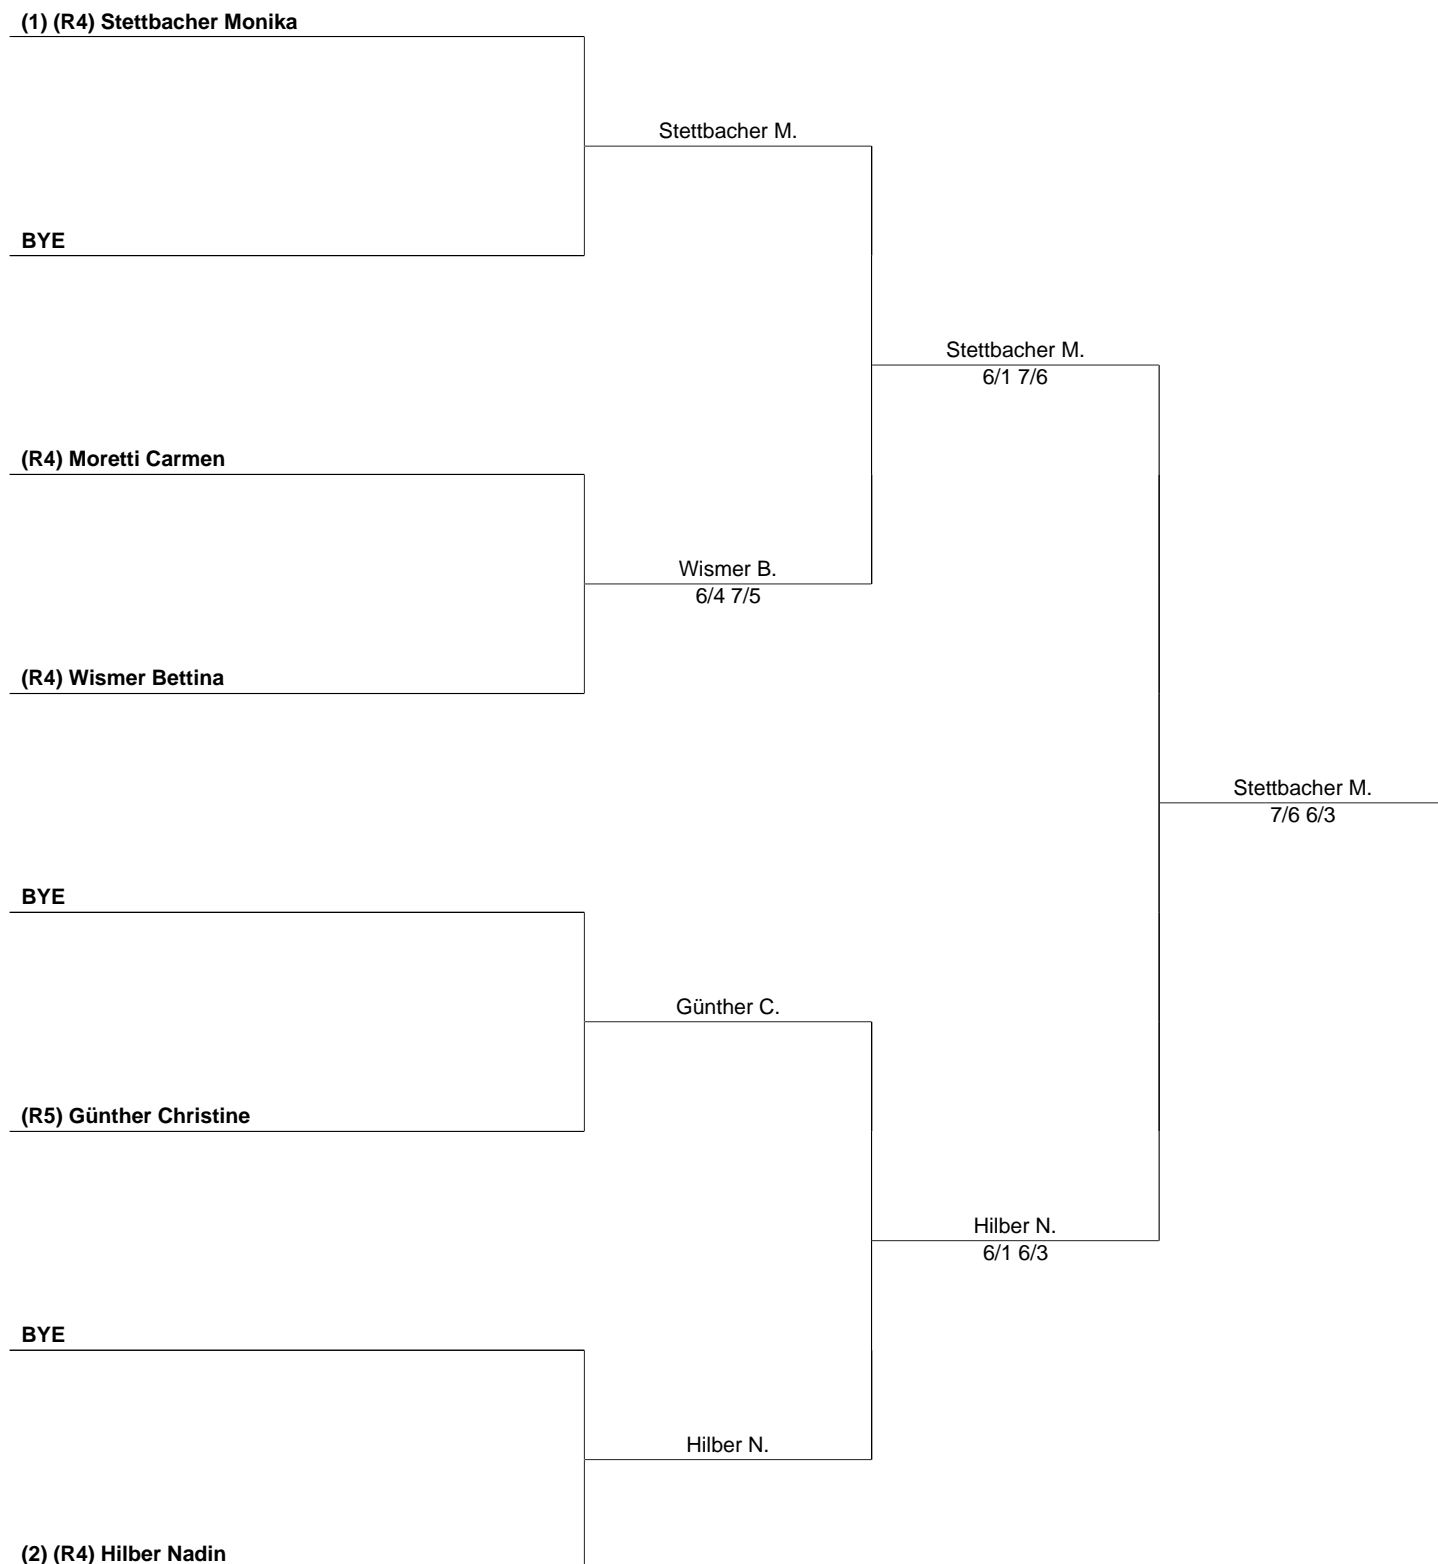 (1) (R4) Stettbacher Monika
Stettbacher M.
BYE
Stettbacher M.
6/1 7/6
(R4) Moretti Carmen
Wismer B.
6/4 7/5
(R4) Wismer Bettina
Stettbacher M.
7/6 6/3
BYE
Günther C.
(R5) Günther Christine
Hilber N.
6/1 6/3
BYE
Hilber N.
(2) (R4) Hilber Nadin